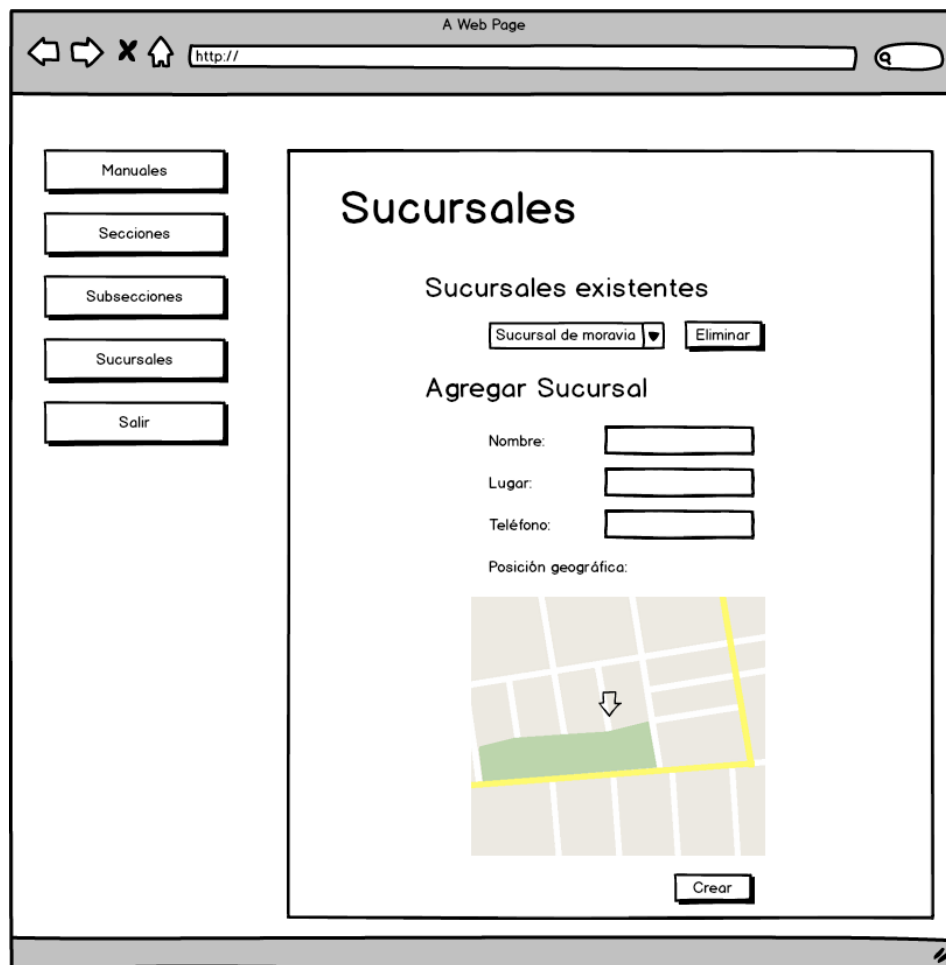 A Web Page
http://
Manuales
Secciones
Subsecciones
Sucursales
Salir
Sucursales
Sucursales existentes
Sucursal de moravia
Eliminar
Agregar Sucursal
Nombre:
Lugar:
Teléfono:
Posición geográfica:
Crear